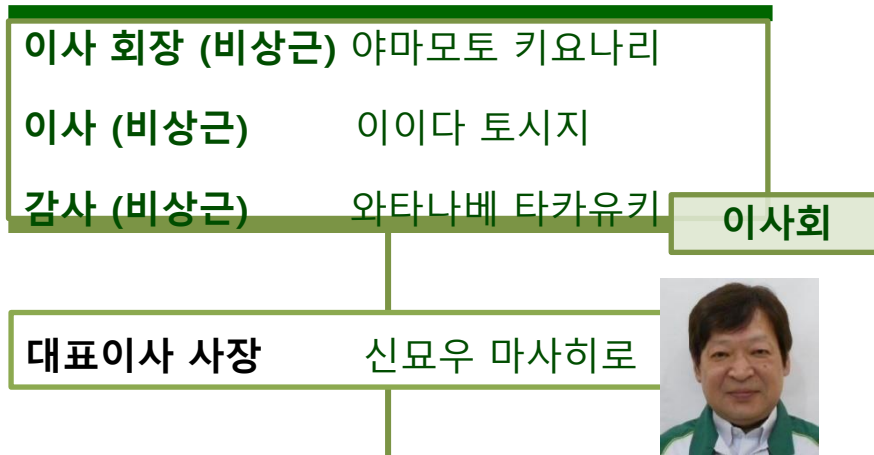 이사 회장 (비상근) 야마모토 키요나리
이사 (비상근) 이이다 토시지
감사 (비상근) 와타나베 타카유키
이사회
대표이사 사장 신묘우 마사히로